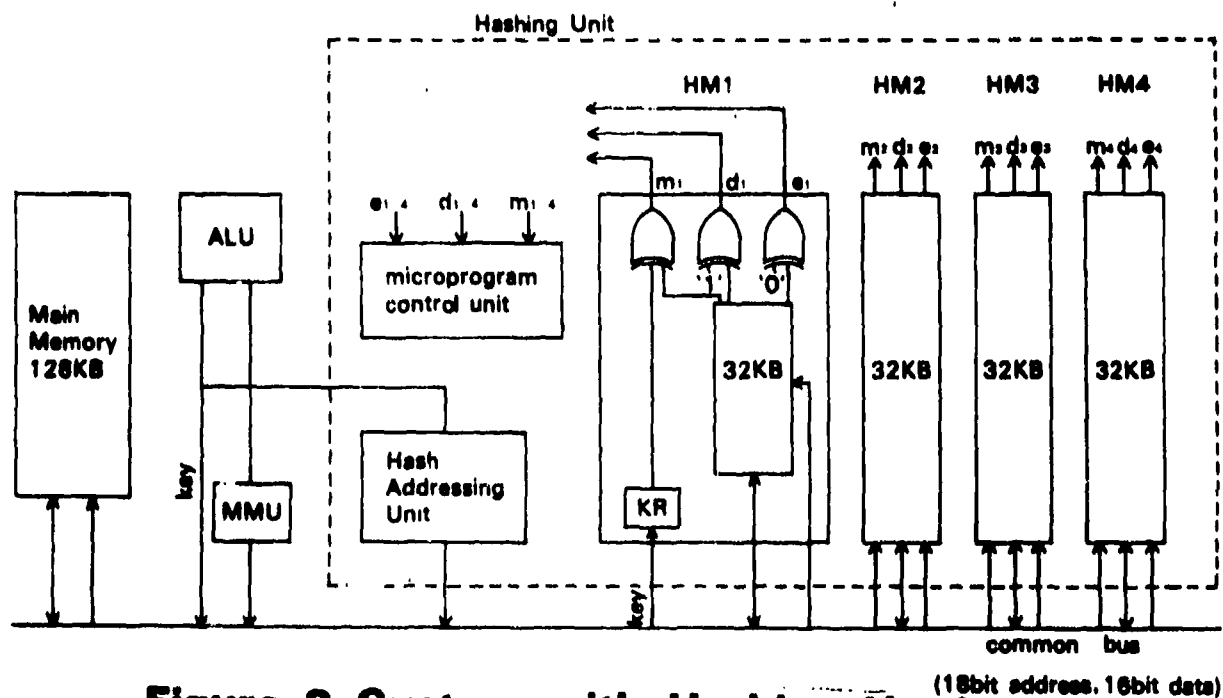 Hashing Unit
HM1
HM2
HM3
HM4
m₁ d₁ e₁
m₂ d₂ e₂
m₃ d₃ e₃
m₄ d₄ e₄
e₁₋₄ d₁₋₄ m₁₋₄
ALU
microprogram
control unit
'1' '0'
Main
Memory
128KB
32KB
32KB
32KB
32KB
Hash
Addressing
Unit
key
MMU
KR
key
common bus
(18bit address, 16bit data)